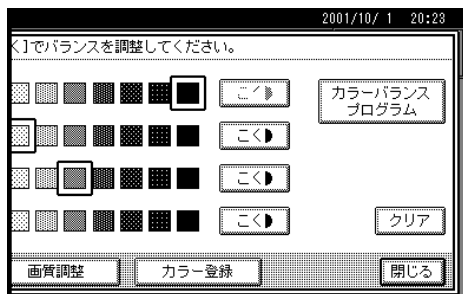 2001/10/ 1 20:23
く]でバランスを調整してください。
こく
カラーバランス
プログラム
こく
こく
こく
クリア
画質調整
カラー登録
閉じる